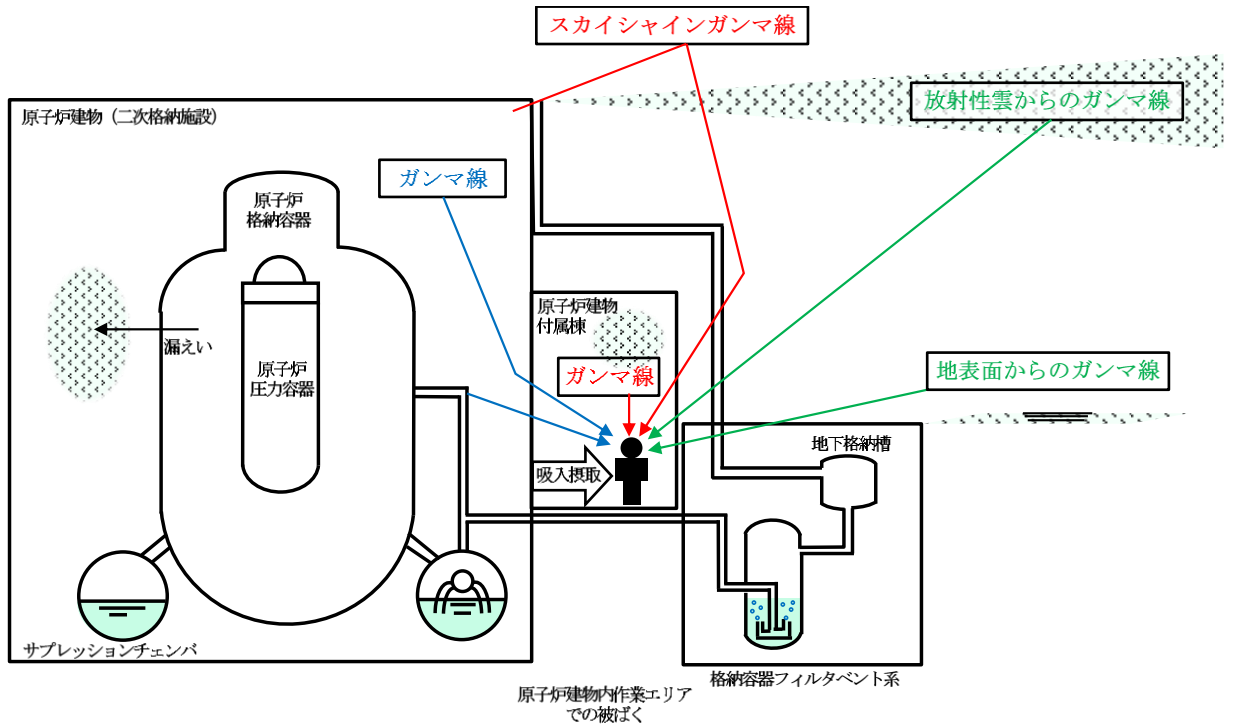 スカイシャインガンマ線
放射性雲からのガンマ線
原子炉建物（二次格納施設）
ガンマ線
原子炉
格納容器
原子炉建物
付属棟
漏えい
原子炉
圧力容器
ガンマ線
地表面からのガンマ線
地下格納槽
吸入摂取
サプレッションチェンバ
格納容器フィルタベント系
原子炉建物内作業エリア
での被ばく